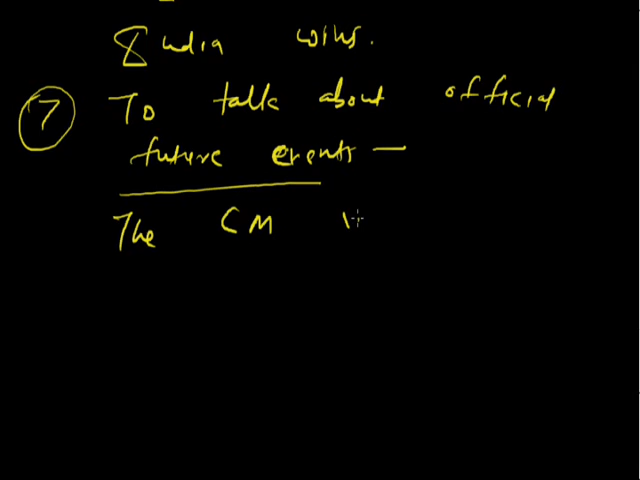 India wins.
7 To talk about official
future events —
The CM